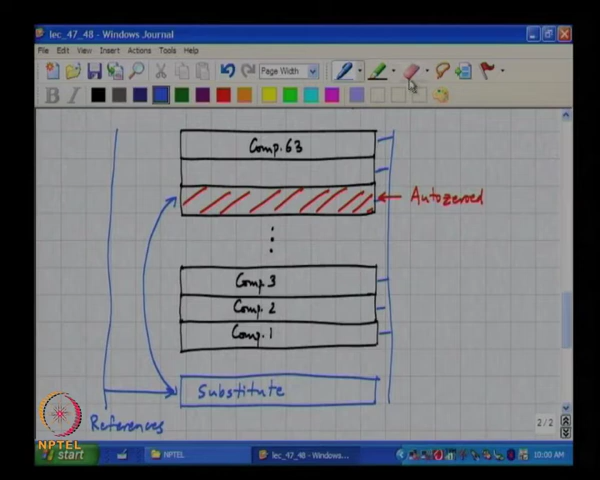 lec_47_48 - Windows Journal
File Edit View Insert Actions Tools Help
Page Width
B I
Comp. 63
Autozeroed
Comp. 3
Comp. 2
Comp. 1
Substitute
References
NPTEL
2/2
start NPTEL lec_47_48 - Windows... 10:00 AM